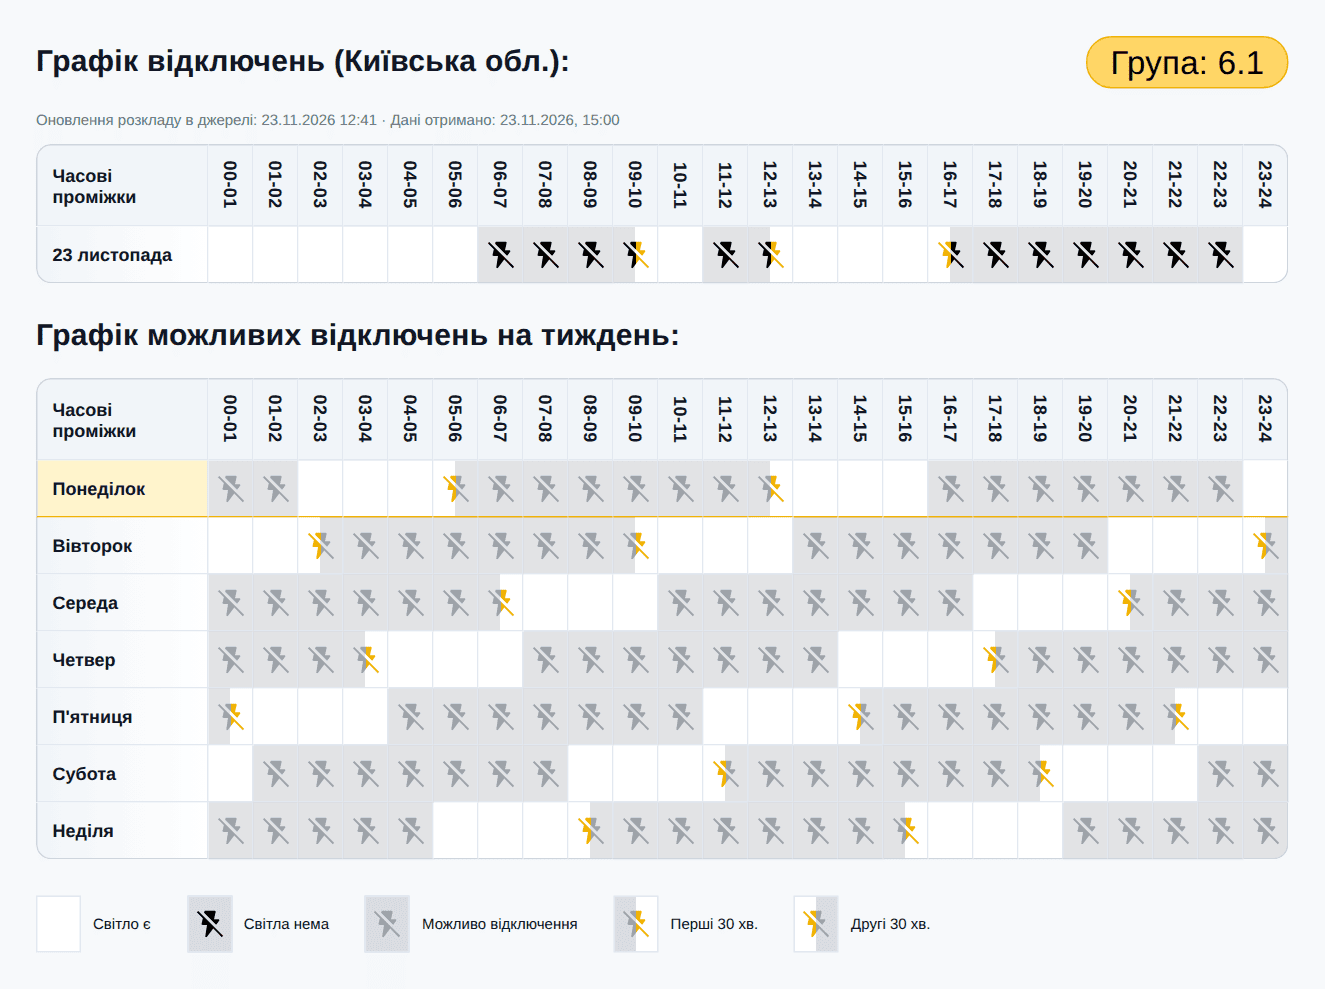 Графік відключень (Київська обл.):
Група: 6.1
Оновлення розкладу в джерелі: 23.11.2026 12:41 · Дані отримано: 23.11.2026, 15:00
Часові проміжки 00-01 01-02 02-03 03-04 04-05 05-06 06-07 07-08 08-09 09-10 10-11 11-12 12-13 13-14 14-15 15-16 16-17 17-18 18-19 19-20 20-21 21-22 22-23 23-24
23 листопада
Графік можливих відключень на тиждень:
Часові проміжки 00-01 01-02 02-03 03-04 04-05 05-06 06-07 07-08 08-09 09-10 10-11 11-12 12-13 13-14 14-15 15-16 16-17 17-18 18-19 19-20 20-21 21-22 22-23 23-24
Понеділок
Вівторок
Середа
Четвер
П'ятниця
Субота
Неділя
Світло є Світла нема Можливо відключення Перші 30 хв. Другі 30 хв.